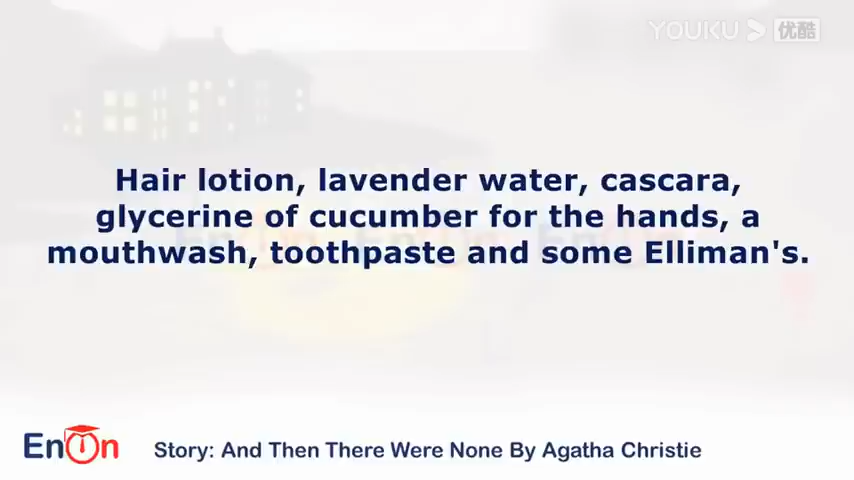 YOUKU 优酷
Hair lotion, lavender water, cascara,
glycerine of cucumber for the hands, a
mouthwash, toothpaste and some Elliman's.
EnOn
Story: And Then There Were None By Agatha Christie